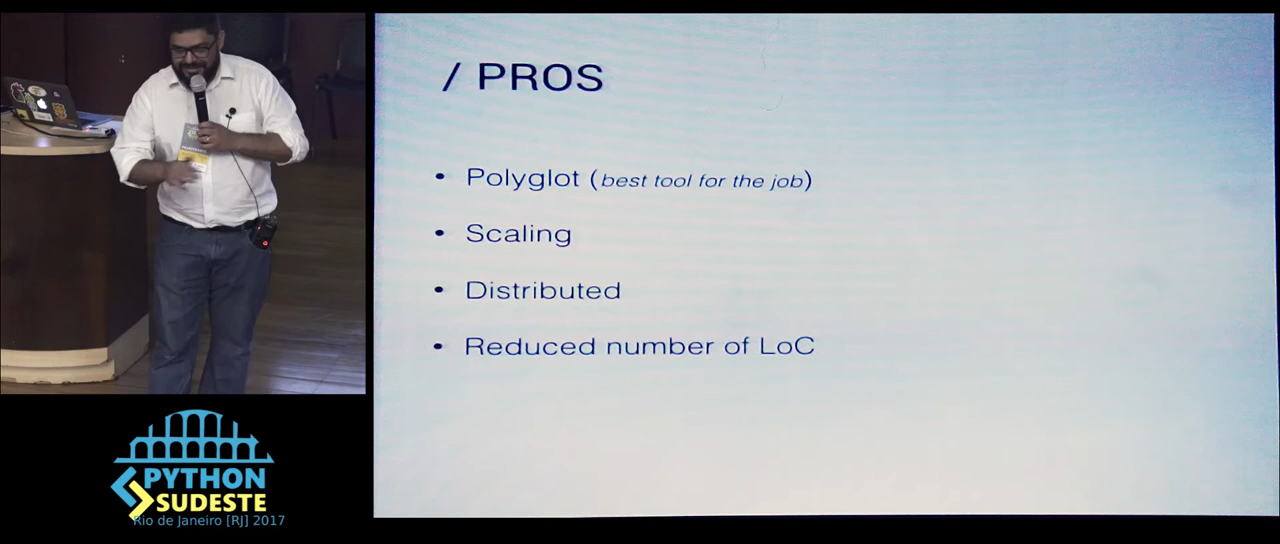 / PROS
• Polyglot (best tool for the job)
• Scaling
• Distributed
• Reduced number of LoC
PYTHON
SUDESTE
Rio de Janeiro [RJ] 2017